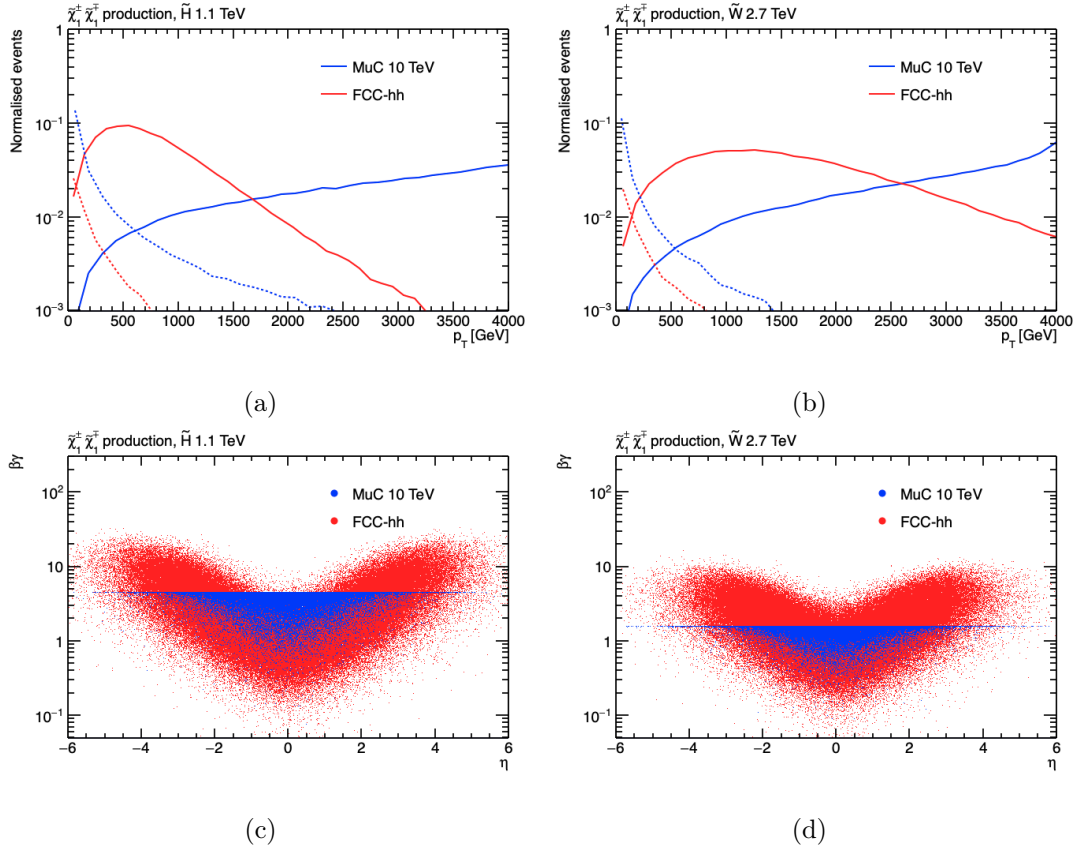 χ̃₁± χ̃₁∓ production, H̃ 1.1 TeV
Normalised events
1
10⁻¹
10⁻²
10⁻³
MuC 10 TeV
FCC-hh
0 500 1000 1500 2000 2500 3000 3500 4000
p_T [GeV]
(a)
χ̃₁± χ̃₁∓ production, W̃ 2.7 TeV
Normalised events
1
10⁻¹
10⁻²
10⁻³
MuC 10 TeV
FCC-hh
0 500 1000 1500 2000 2500 3000 3500 4000
p_T [GeV]
(b)
χ̃₁± χ̃₁∓ production, H̃ 1.1 TeV
βγ
10²
10
1
10⁻¹
MuC 10 TeV
FCC-hh
−6 −4 −2 0 2 4 6
η
(c)
χ̃₁± χ̃₁∓ production, W̃ 2.7 TeV
βγ
10²
10
1
10⁻¹
MuC 10 TeV
FCC-hh
−6 −4 −2 0 2 4 6
η
(d)